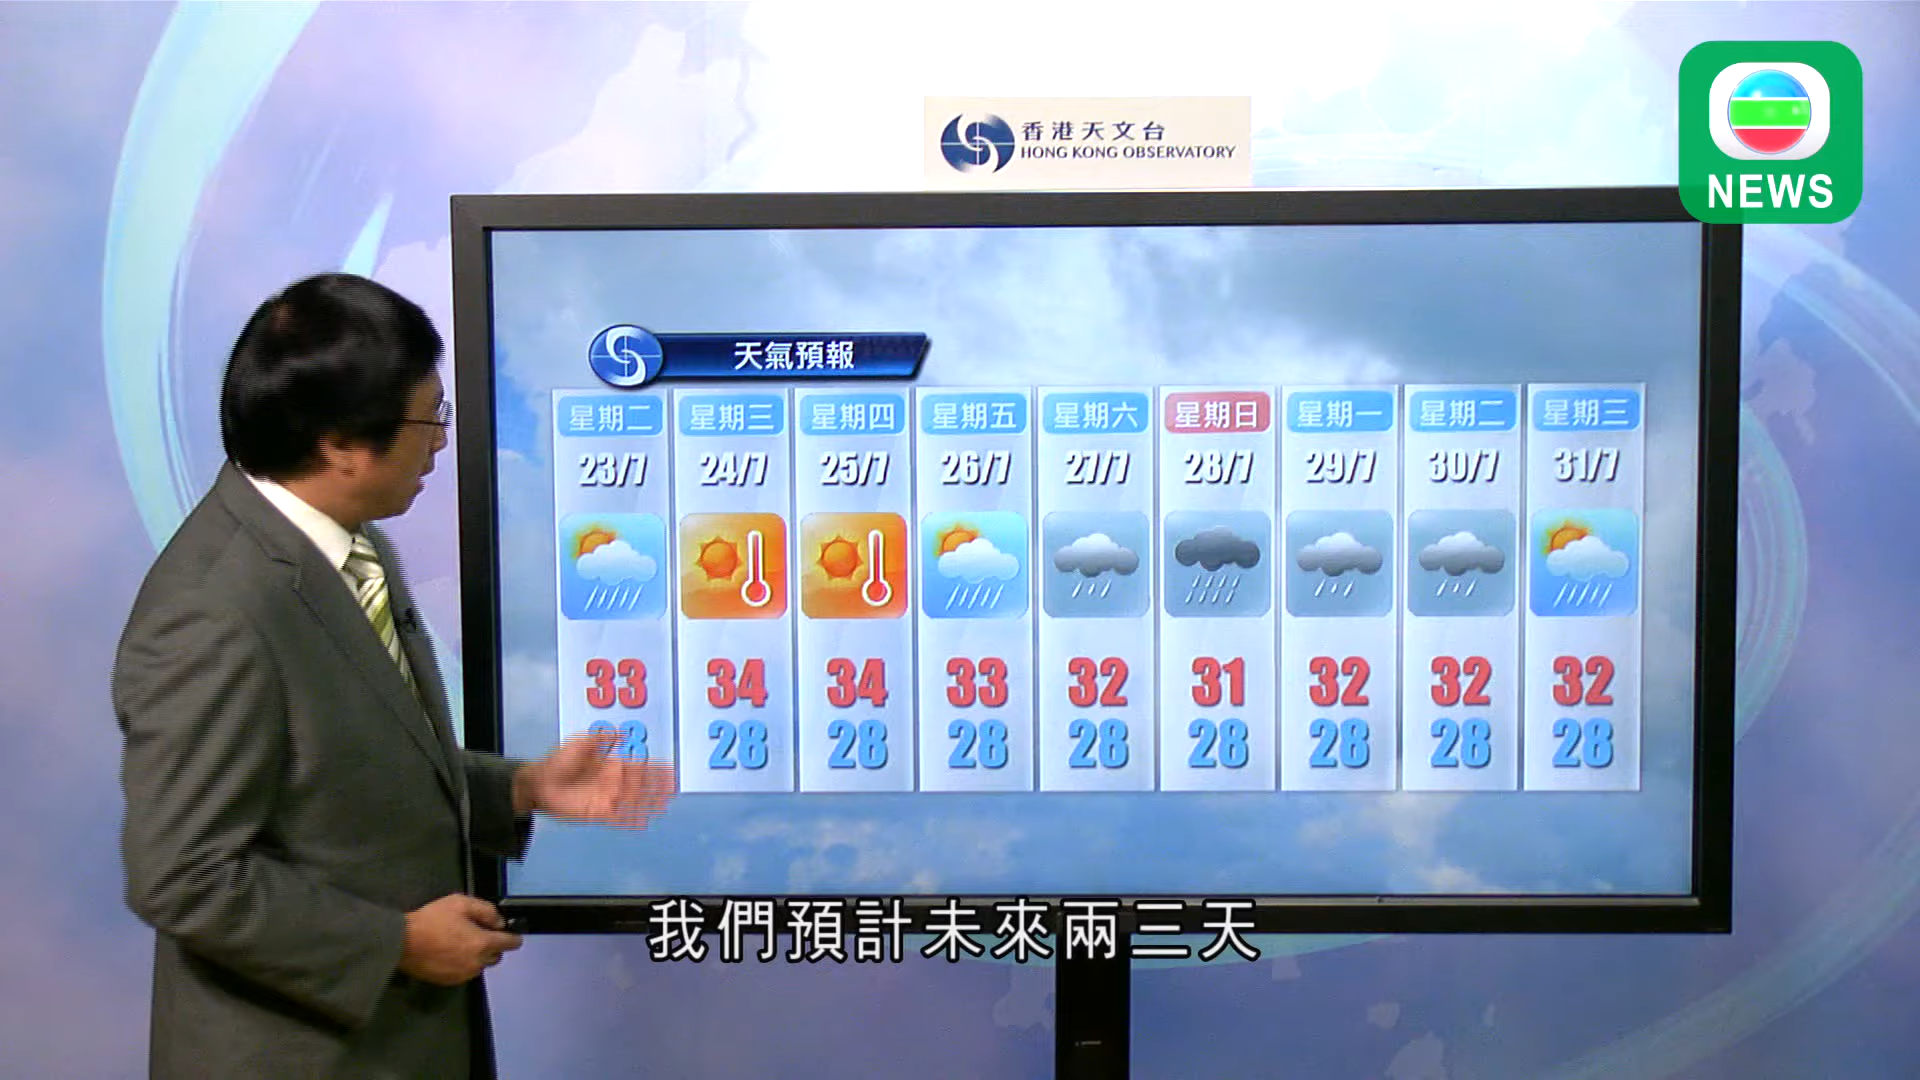 NEWS
香港天文台
HONG KONG OBSERVATORY
天氣預報
星期二 星期三 星期四 星期五 星期六 星期日 星期一 星期二 星期三
23/7 24/7 25/7 26/7 27/7 28/7 29/7 30/7 31/7
33 34 34 33 32 31 32 32 32
28 28 28 28 28 28 28 28 28
我們預計未來兩三天